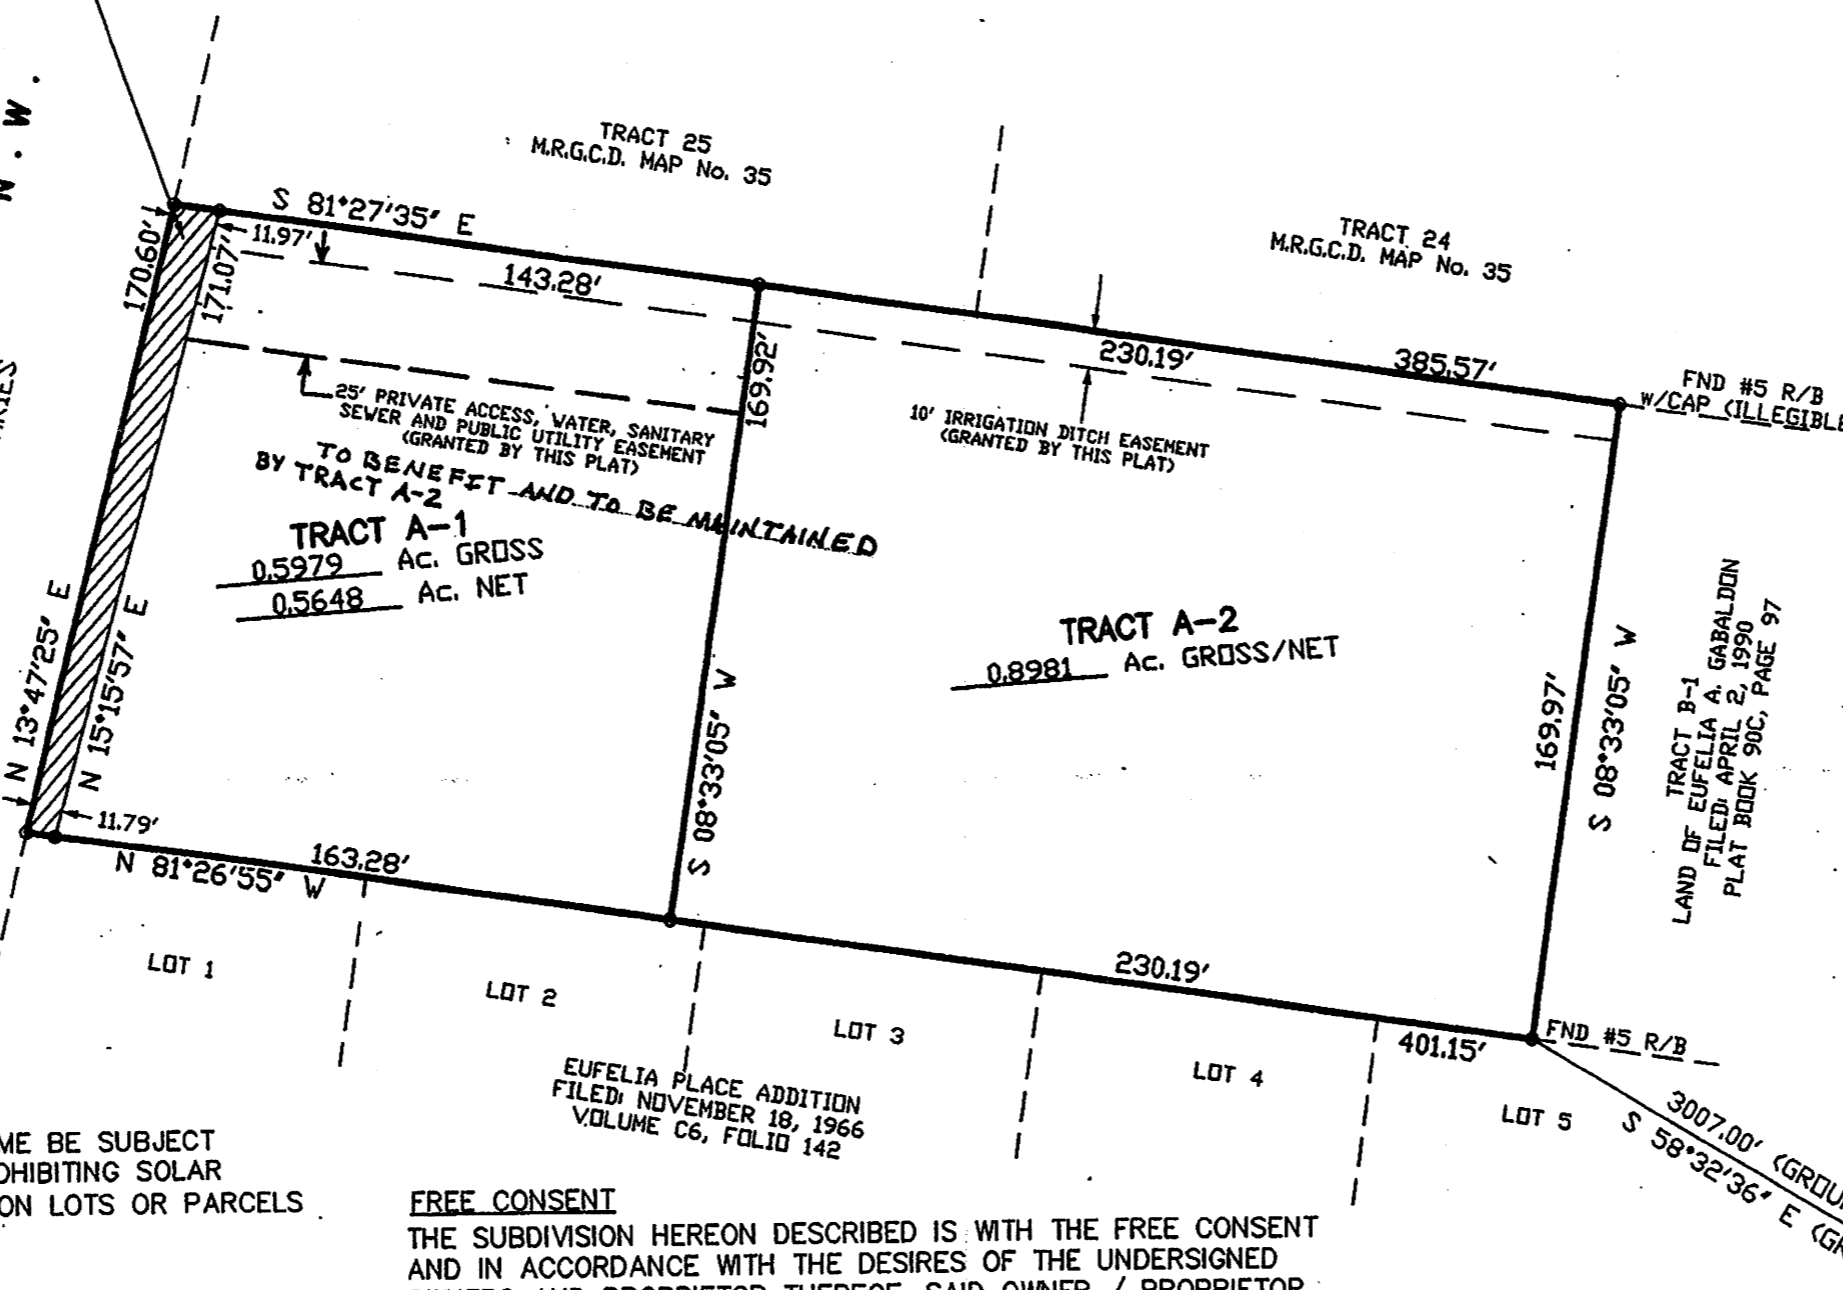 N.W.
TRACT 25
M.R.G.C.D. MAP No. 35
TRACT 24
M.R.G.C.D. MAP No. 35
S 81°27'35" E
11.97'
143.28'
170.60'
171.07'
230.19'
385.57'
FND #5 R/B
W/CAP (ILLEGIBLE
169.92'
25' PRIVATE ACCESS, WATER, SANITARY
SEWER AND PUBLIC UTILITY EASEMENT
(GRANTED BY THIS PLAT)
TO BENEFIT AND TO BE MAINTAINED
BY TRACT A-2
10' IRRIGATION DITCH EASEMENT
(GRANTED BY THIS PLAT)
TRACT A-1
0.5979 Ac. GROSS
0.5648 Ac. NET
TRACT A-2
0.8981 Ac. GROSS/NET
N 13°47'25" E
N 15°15'57" E
S 08°33'05" W
169.97'
S 08°33'05" W
TRACT B-1
LAND OF EUFELIA A. GABALDON
FILED: APRIL 2, 1990
PLAT BOOK 90C, PAGE 97
11.79'
163.28'
N 81°26'55" W
230.19'
401.15'
FND #5 R/B
LOT 1
LOT 2
LOT 3
LOT 4
LOT 5
EUFELIA PLACE ADDITION
FILED: NOVEMBER 18, 1966
VOLUME C6, FOLIO 142
3007.00' (GROU
S 58°32'36" E (GR
ME BE SUBJECT
OHIBITING SOLAR
ON LOTS OR PARCELS
FREE CONSENT
THE SUBDIVISION HEREON DESCRIBED IS WITH THE FREE CONSENT
AND IN ACCORDANCE WITH THE DESIRES OF THE UNDERSIGNED
AND PROPRIETOR THEREOF. SAID OWNER / PROPRIETOR